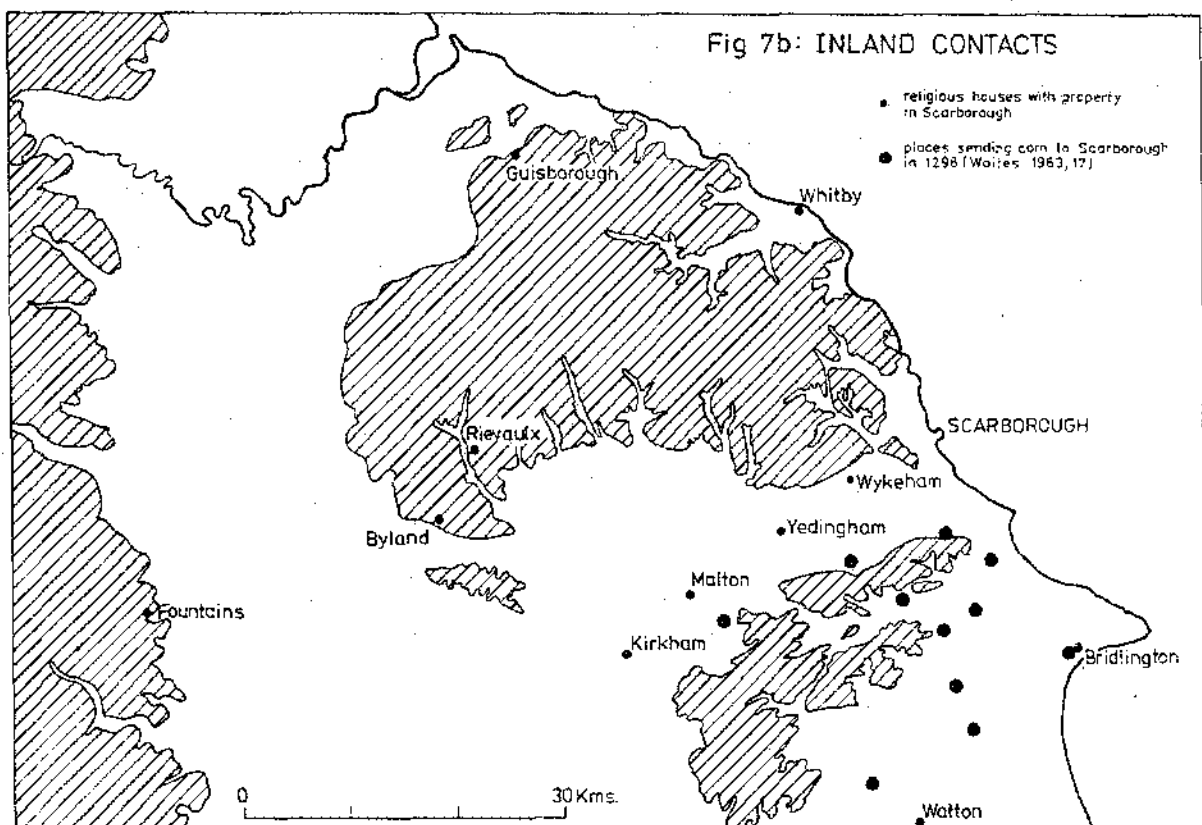 Fig 7b: INLAND CONTACTS
religious houses with property
in Scarborough
places sending corn to Scarborough
in 1298 (Waites 1963, 17)
Guisborough
Whitby
SCARBOROUGH
Rievaulx
Wykeham
Byland
Yedingham
Malton
Fountains
Kirkham
Bridlington
0 30 Kms.
Watton